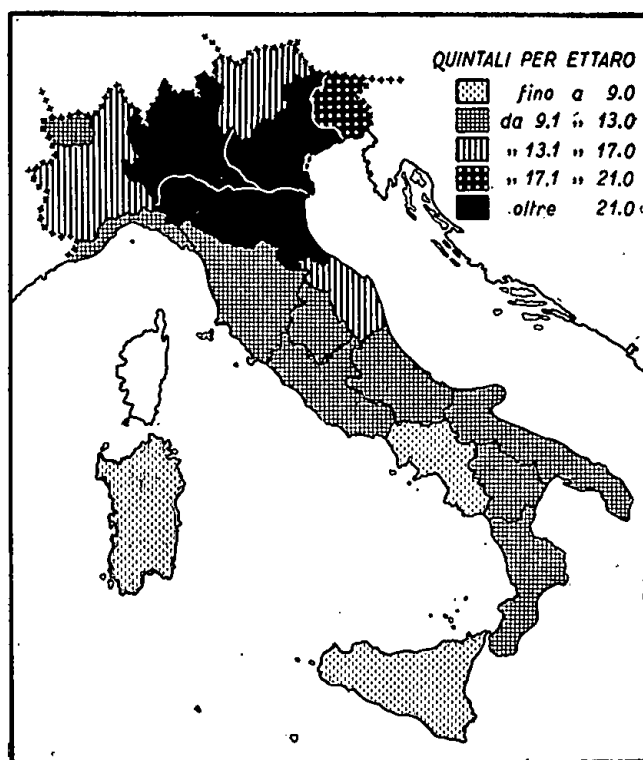 QUINTALI PER ETTARO
fino a 9.0
da 9.1 " 13.0
" 13.1 " 17.0
" 17.1 " 21.0
oltre 21.0